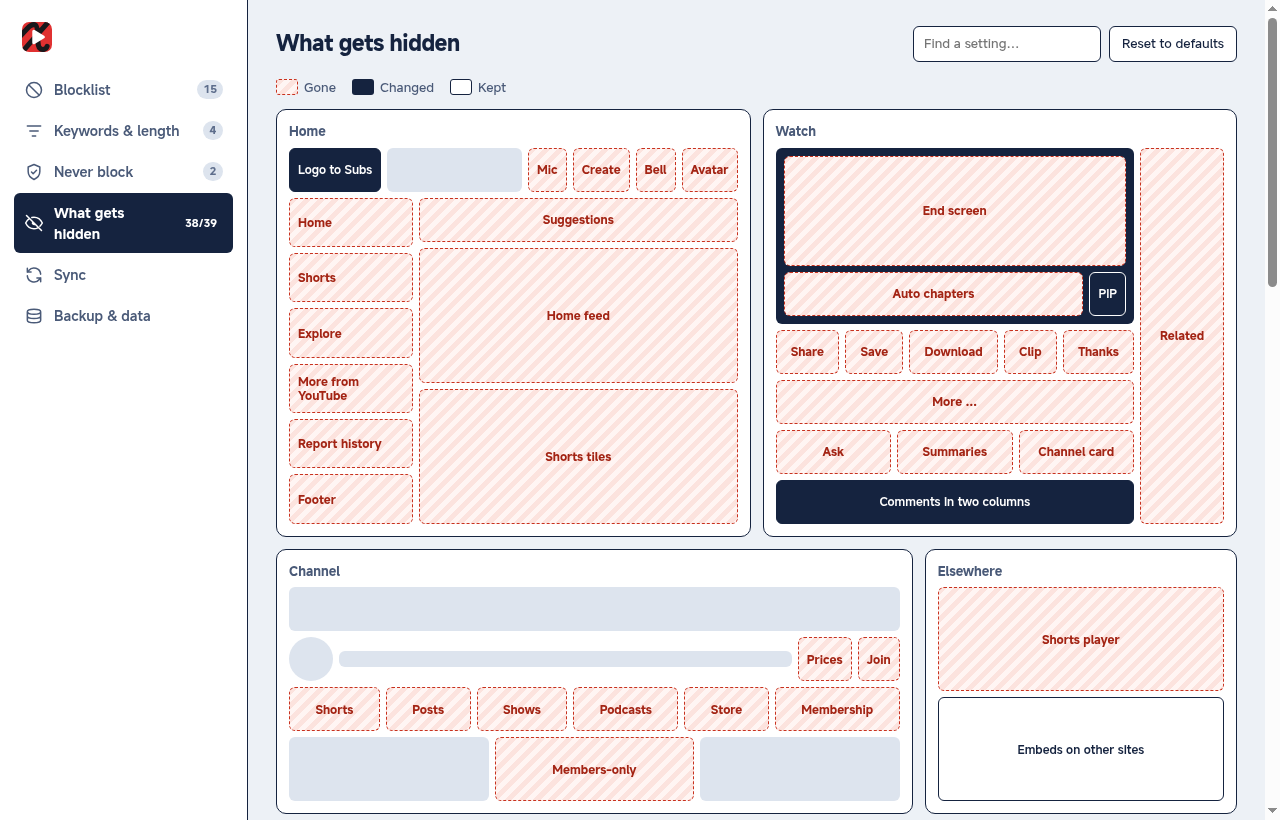 Blocklist 15
Keywords & length 4
Never block 2
What gets
hidden
38/39
Sync
Backup & data
What gets hidden
Find a setting...
Reset to defaults
Gone Changed Kept
Home
Logo to Subs Mic Create Bell Avatar
Home
Shorts
Explore
More from
YouTube
Report history
Footer
Suggestions
Home feed
Shorts tiles
Watch
End screen
Auto chapters PIP
Share Save Download Clip Thanks
More ...
Ask Summaries Channel card
Comments in two columns
Related
Channel
Prices Join
Shorts Posts Shows Podcasts Store Membership
Members-only
Elsewhere
Shorts player
Embeds on other sites